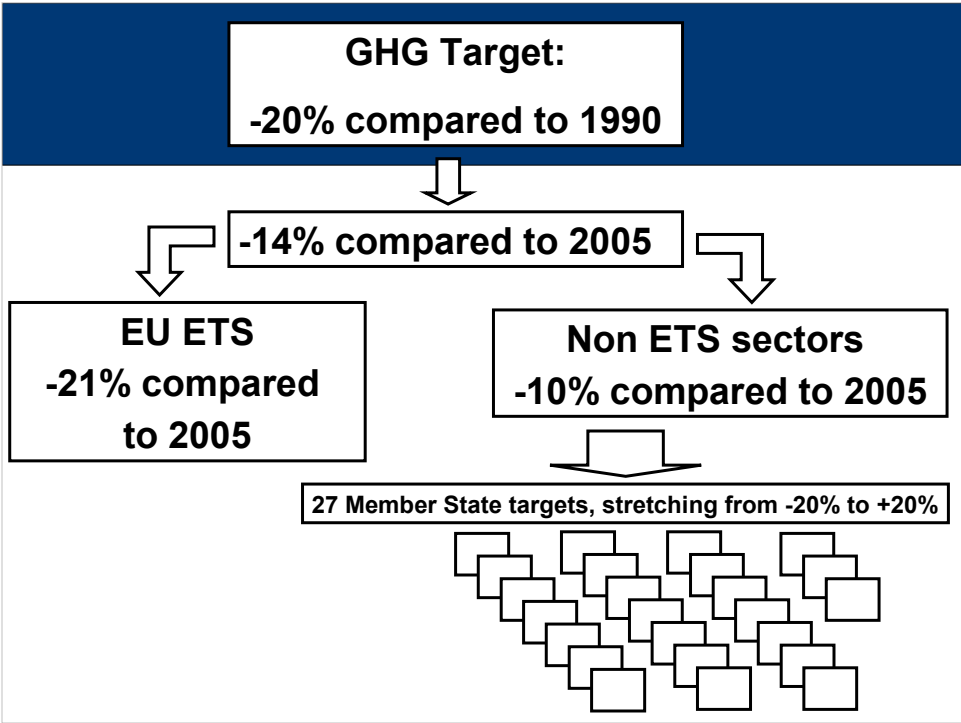 GHG Target:
-20% compared to 1990
-14% compared to 2005
EU ETS
-21% compared
to 2005
Non ETS sectors
-10% compared to 2005
27 Member State targets, stretching from -20% to +20%